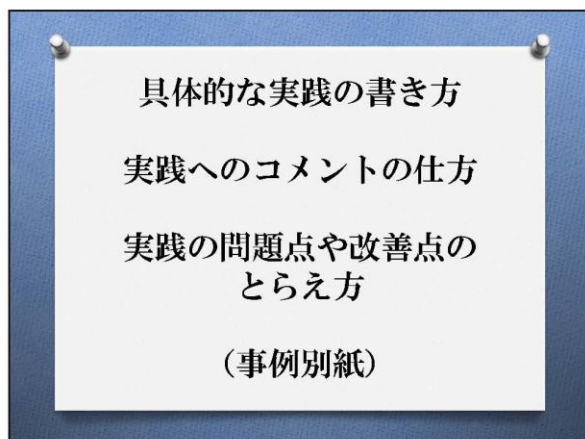 具体的な実践の書き方
実践へのコメントの仕方
実践の問題点や改善点の
とらえ方
（事例別紙）